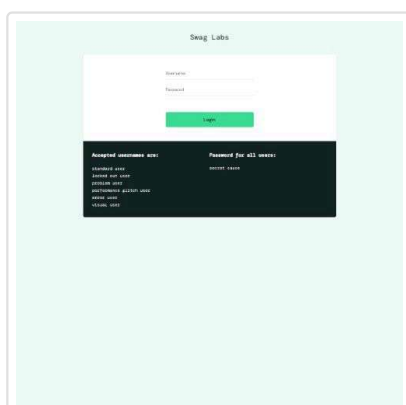 Swag Labs
Username
Password
Login
Accepted usernames are:
standard_user
locked_out_user
problem_user
performance_glitch_user
error_user
visual_user
Password for all users:
secret_sauce